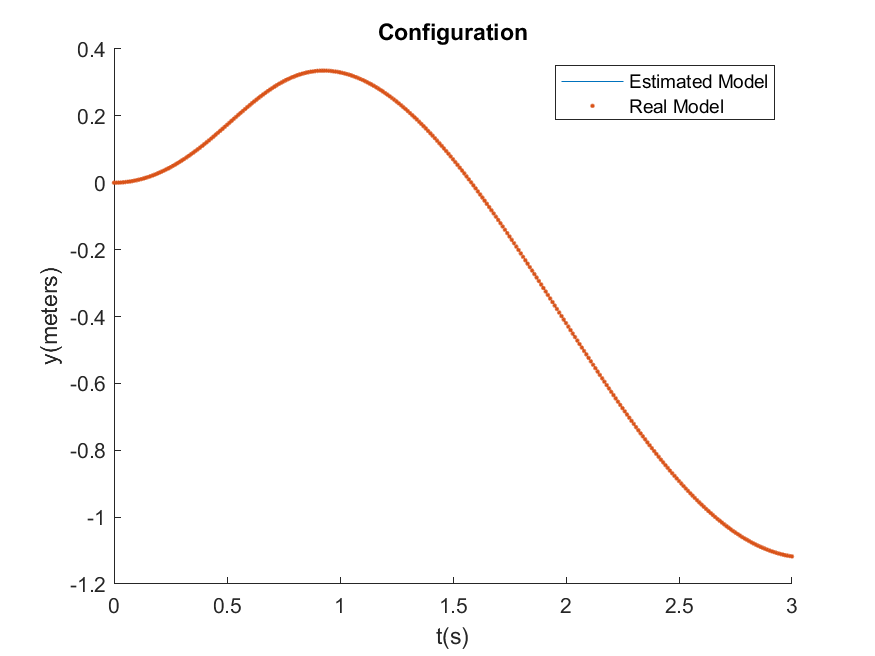 Configuration
0.4
0.2
0
-0.2
-0.4
-0.6
-0.8
-1
-1.2
y(meters)
Estimated Model
Real Model
0 0.5 1 1.5 2 2.5 3
t(s)